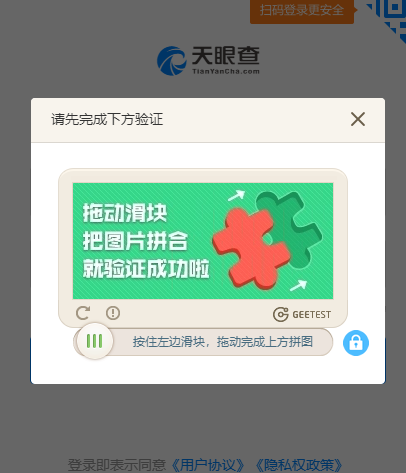 扫码登录更安全
天眼查
TianYanCha.com
请先完成下方验证
拖动滑块
把图片拼合
就验证成功啦
GEETEST
按住左边滑块，拖动完成上方拼图
登录即表示同意《用户协议》《隐私权政策》